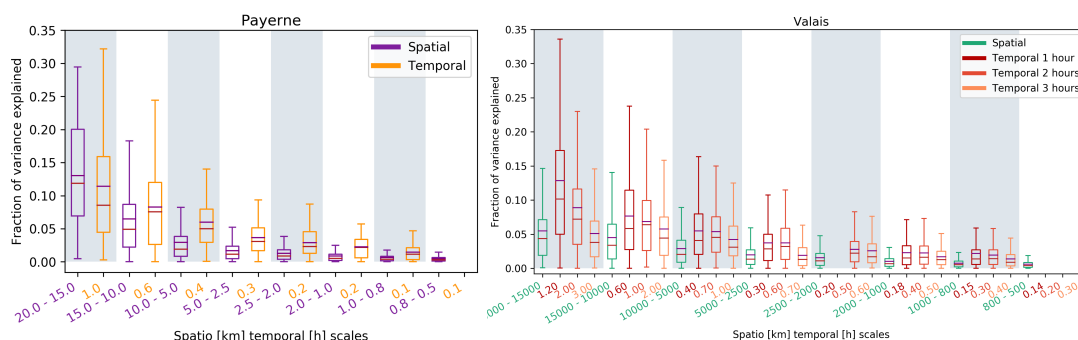 Payerne
0.35
0.30
0.25
0.20
0.15
0.10
0.05
0.00
Fraction of variance explained
Spatial
Temporal
20.0 - 15.0
1.0
15.0 - 10.0
0.6
10.0 - 5.0
0.4
5.0 - 2.5
0.3
2.5 - 2.0
0.2
2.0 - 1.0
0.2
1.0 - 0.8
0.1
0.8 - 0.5
0.1
Spatio [km] temporal [h] scales
Valais
0.35
0.30
0.25
0.20
0.15
0.10
0.05
0.00
Fraction of variance explained
Spatial
Temporal 1 hour
Temporal 2 hours
Temporal 3 hours
000 - 15000
1.20
2.00
3.00
15000 - 10000
0.60
1.00
2.00
10000 - 5000
0.40
0.70
1.00
5000 - 2500
0.30
0.60
0.70
2500 - 2000
0.20
0.50
0.60
2000 - 1000
0.18
0.40
0.50
1000 - 800
0.15
0.30
0.40
800 - 500
0.14
0.20
0.30
Spatio [km] temporal [h] scales